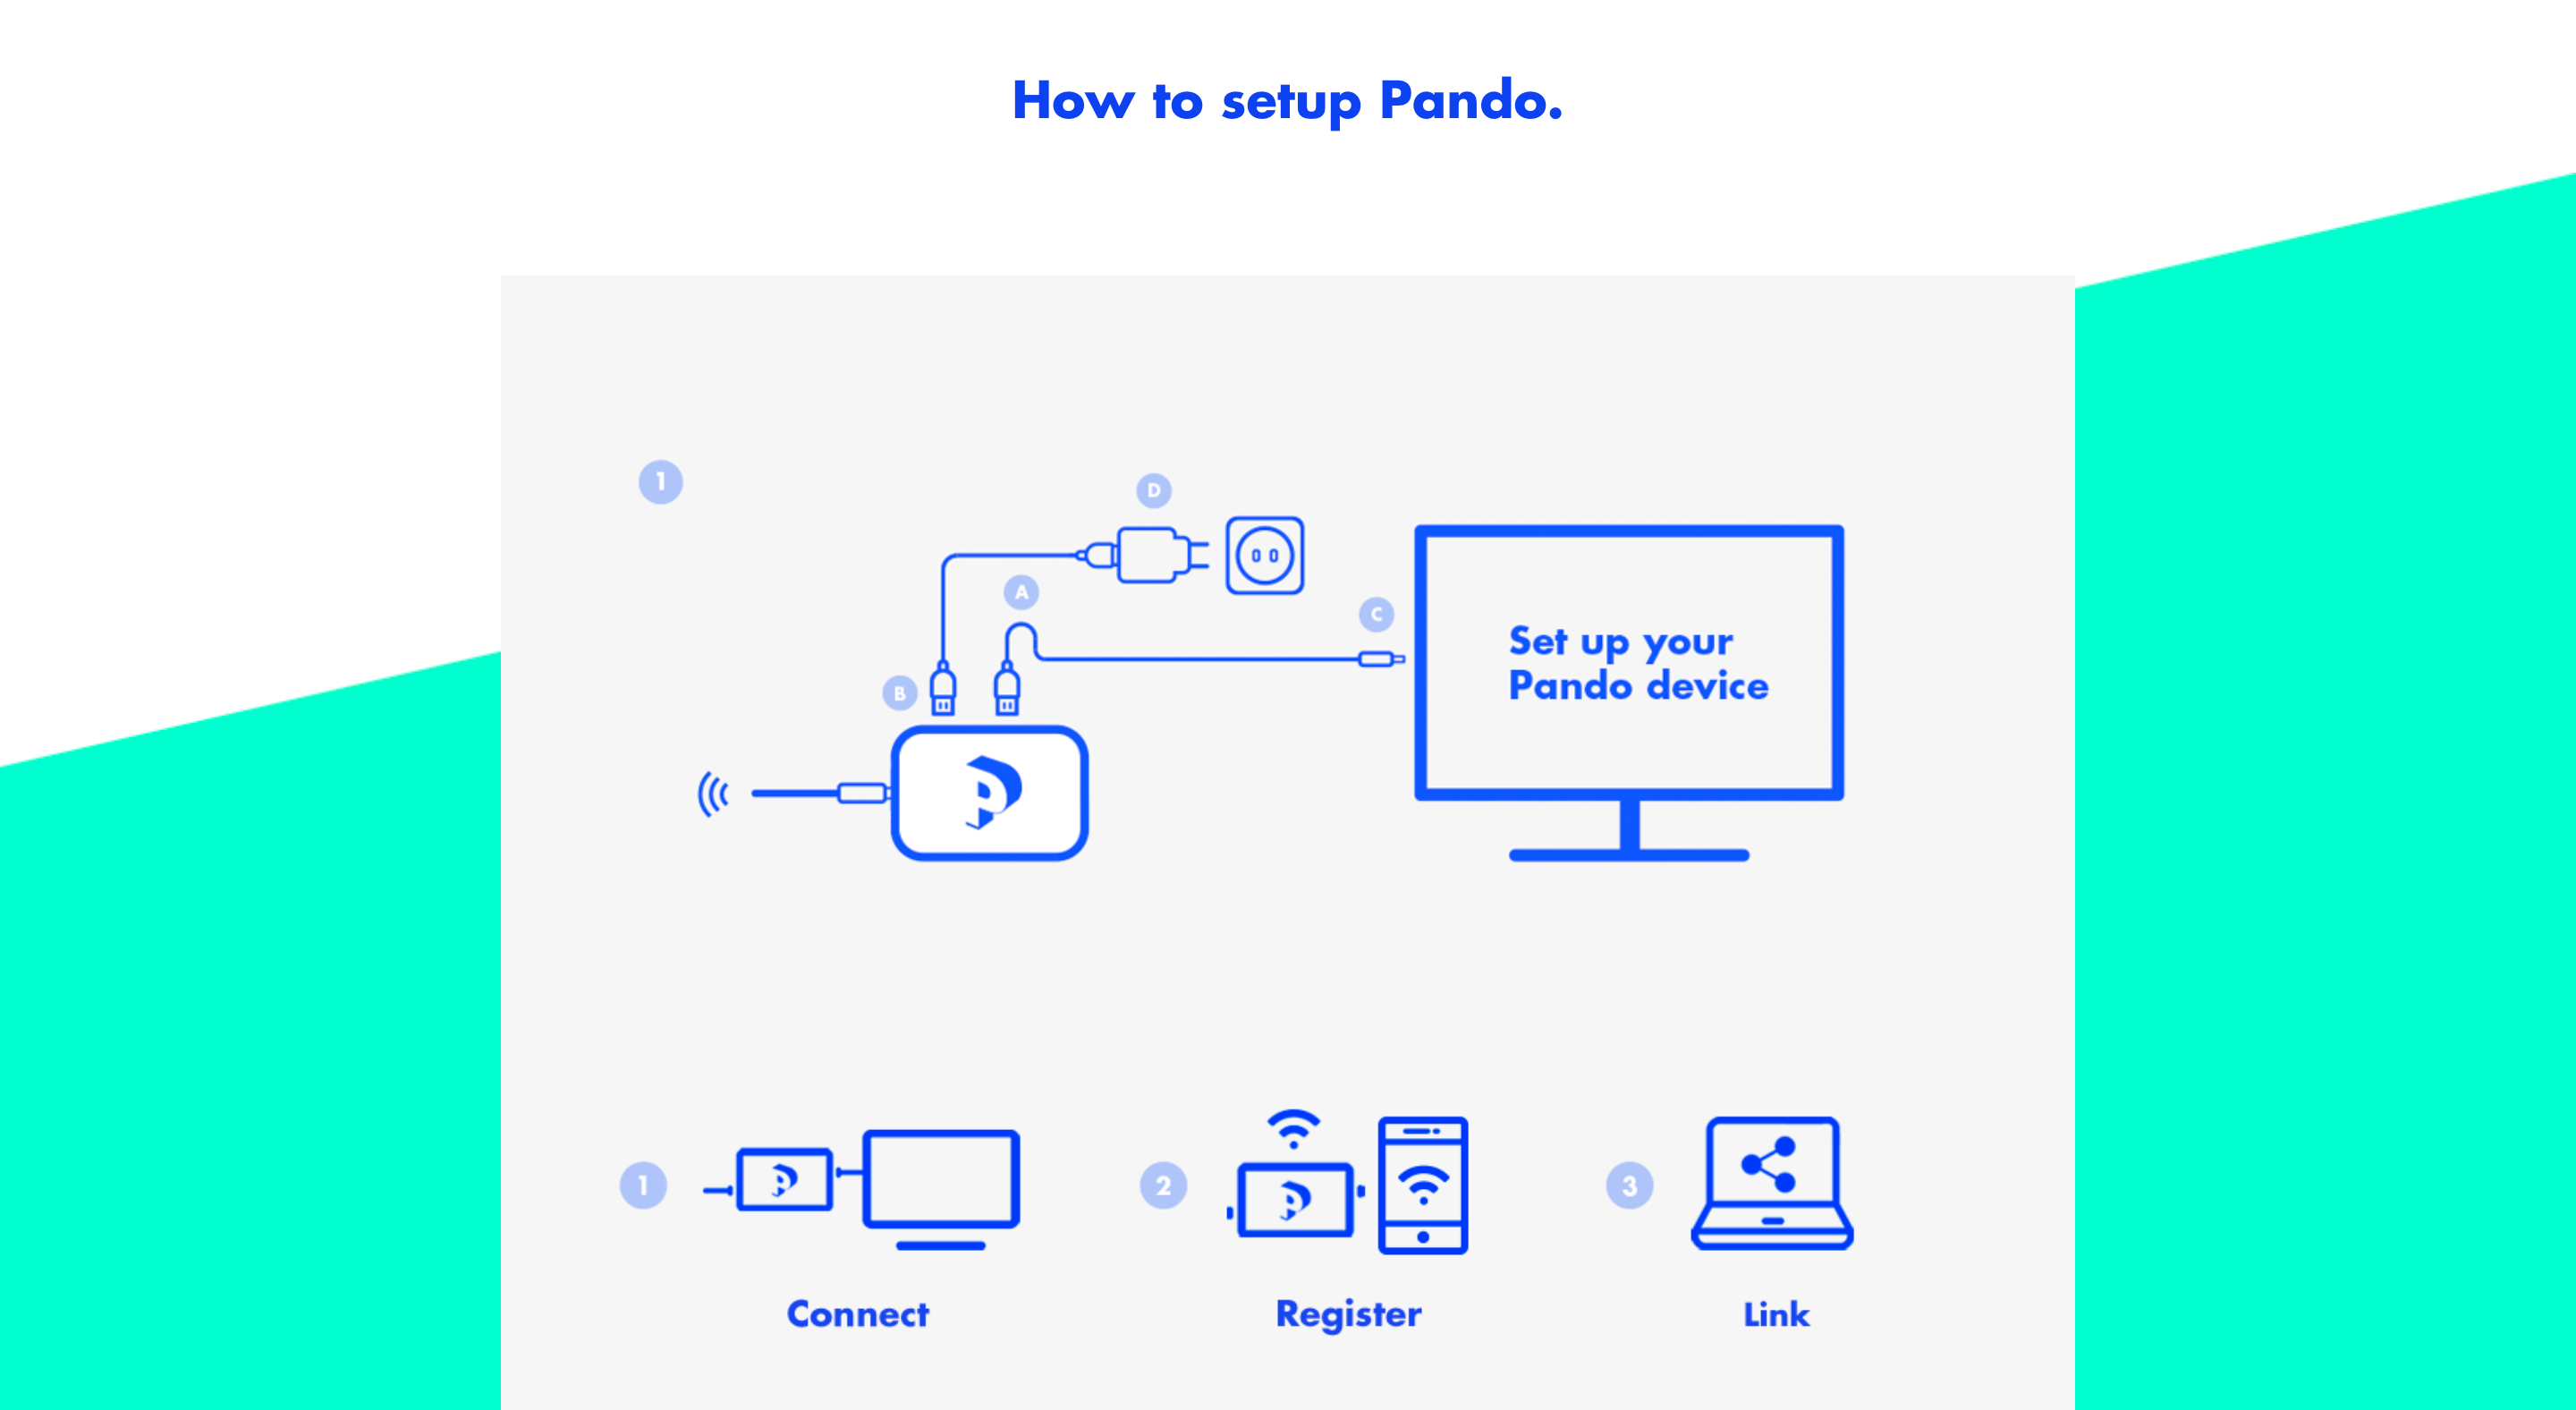 How to setup Pando.
1
D
A
C
B
Set up your
Pando device
1
2
3
Connect
Register
Link